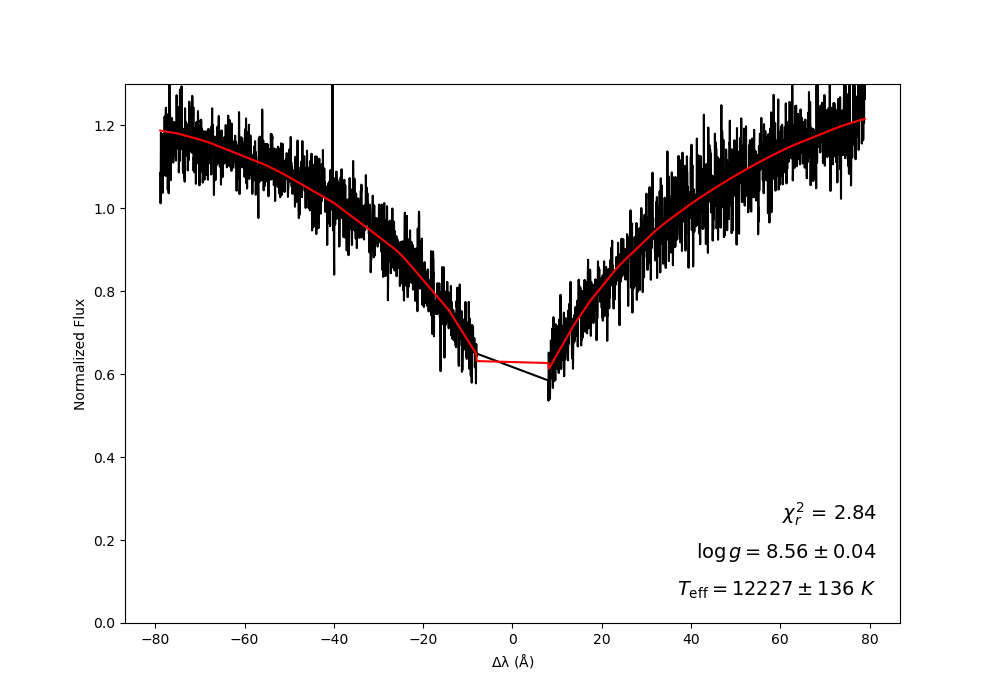 1.2
1.0
0.8
0.6
0.4
0.2
0.0
Normalized Flux
χ²ᵣ = 2.84
log g = 8.56 ± 0.04
T_eff = 12227 ± 136 K
−80 −60 −40 −20 0 20 40 60 80
Δλ (Å)